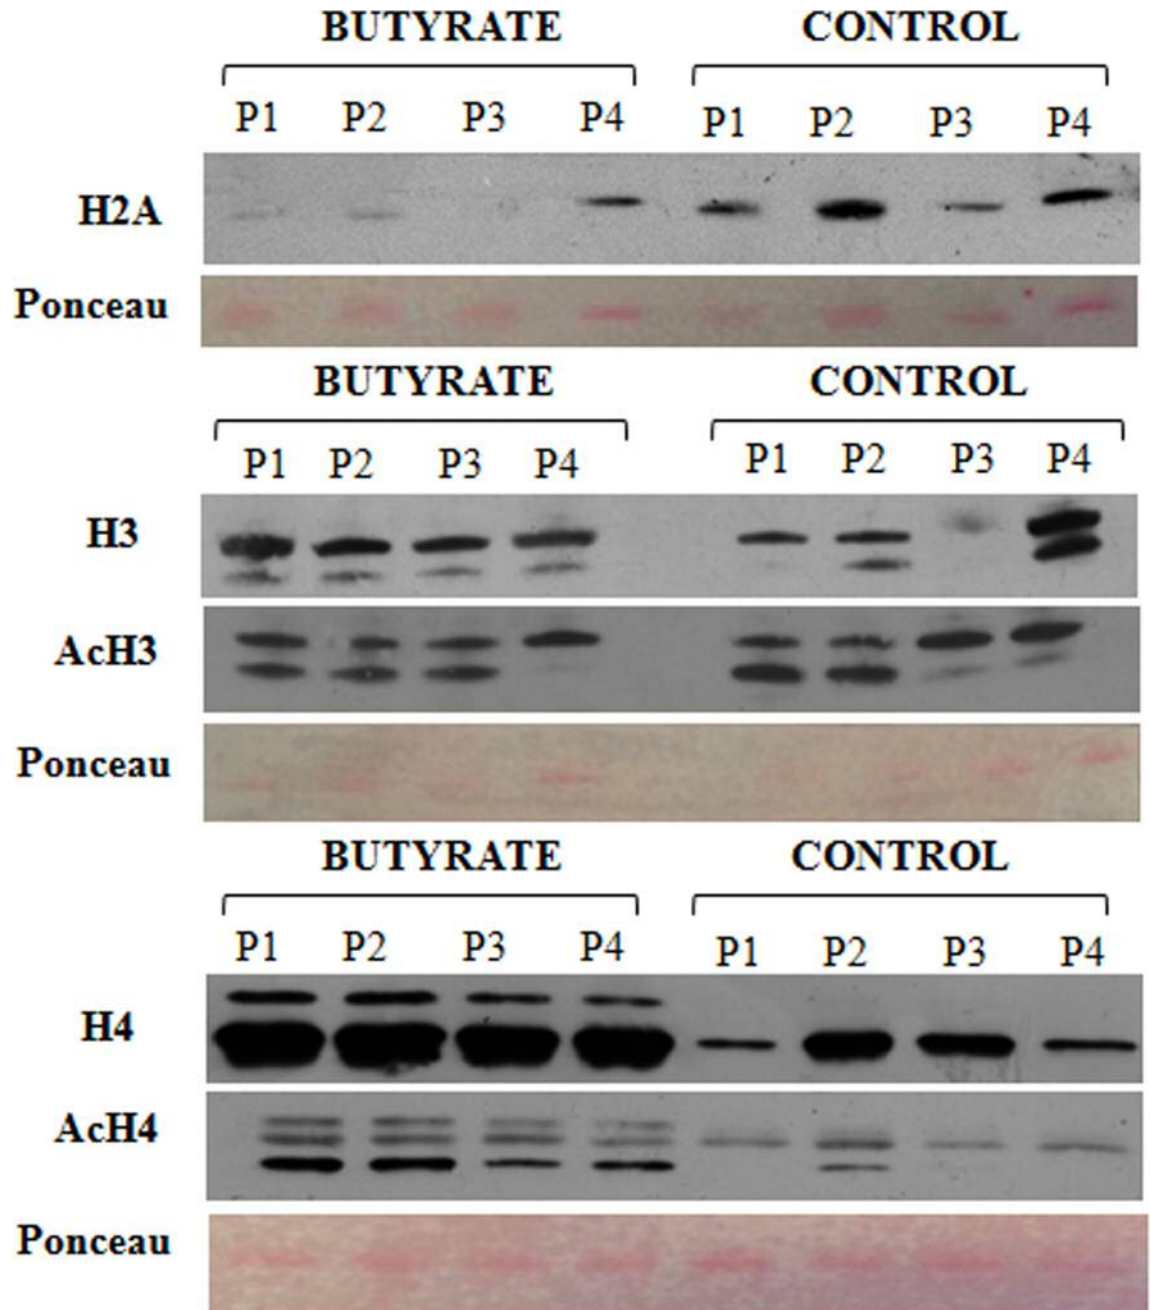 BUTYRATE CONTROL
P1 P2 P3 P4 P1 P2 P3 P4
H2A
Ponceau
BUTYRATE CONTROL
P1 P2 P3 P4 P1 P2 P3 P4
H3
AcH3
Ponceau
BUTYRATE CONTROL
P1 P2 P3 P4 P1 P2 P3 P4
H4
AcH4
Ponceau